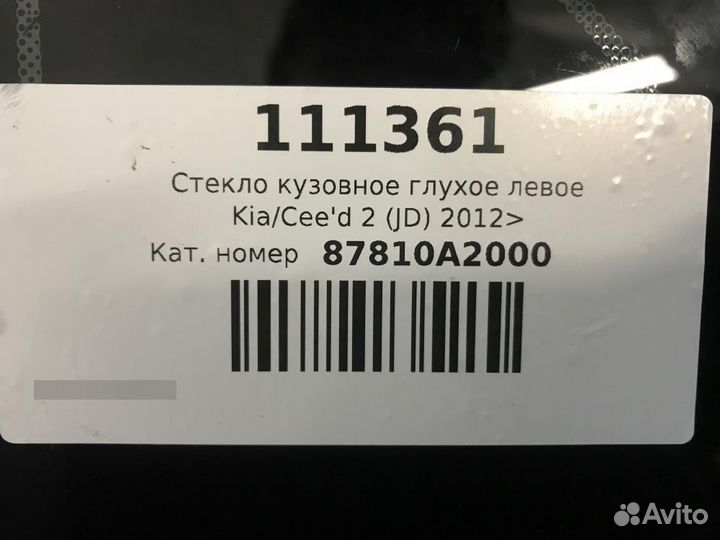 111361
Стекло кузовное глухое левое
Kia/Cee'd 2 (JD) 2012>
Кат. номер 87810A2000
Avito